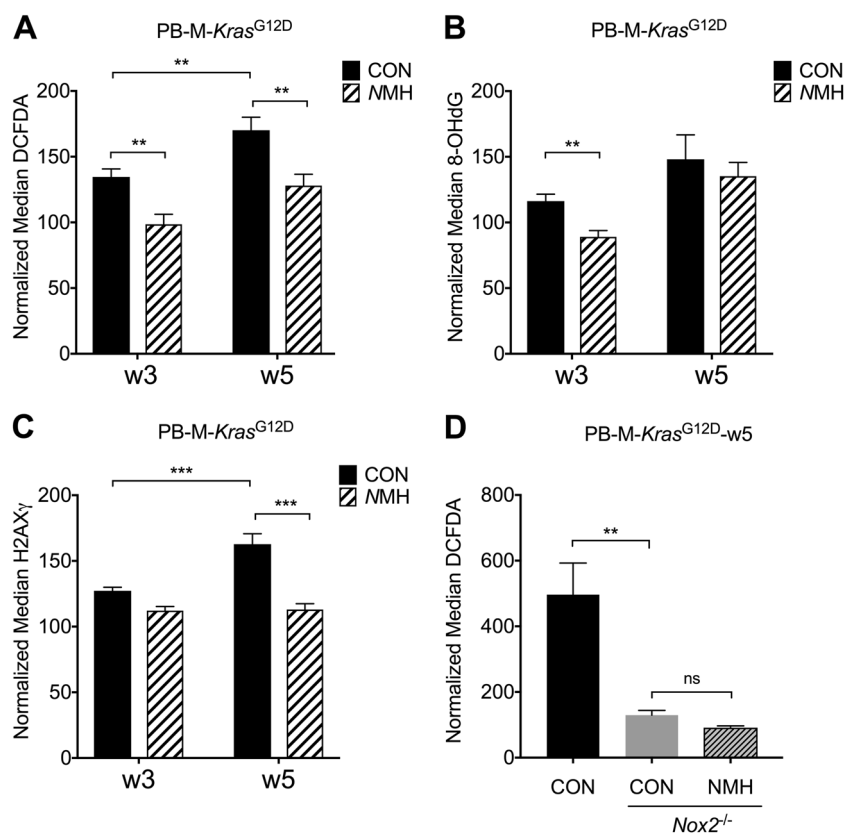 A
PB-M-KrasG12D
Normalized Median DCFDA
200
150
100
50
0
**
**
**
CON
NMH
w3
w5
B
PB-M-KrasG12D
Normalized Median 8-OHdG
200
150
100
50
0
**
CON
NMH
w3
w5
C
PB-M-KrasG12D
Normalized Median H2AXγ
200
150
100
50
0
***
***
CON
NMH
w3
w5
D
PB-M-KrasG12D-w5
Normalized Median DCFDA
800
600
400
200
0
**
ns
CON
CON
NMH
Nox2-/-